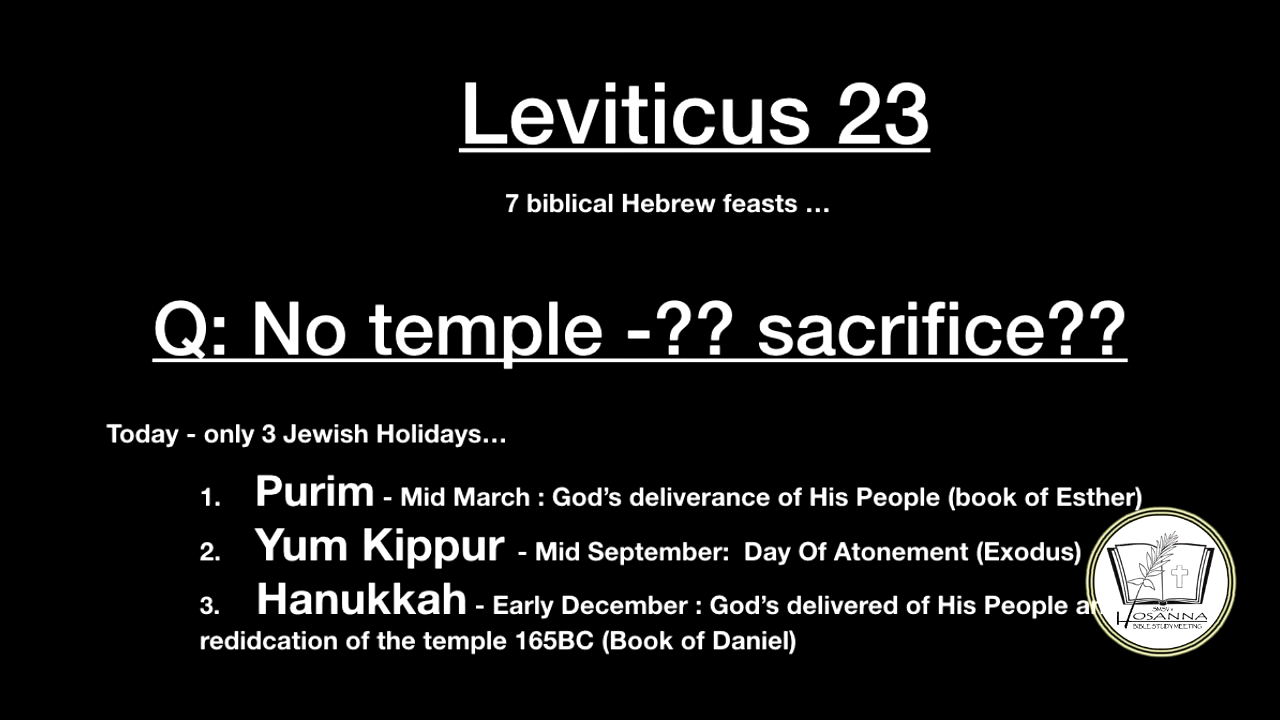 Leviticus 23
7 biblical Hebrew feasts ...
Q: No temple -?? sacrifice??
Today - only 3 Jewish Holidays...
1. Purim - Mid March : God's deliverance of His People (book of Esther)
2. Yum Kippur - Mid September: Day Of Atonement (Exodus)
3. Hanukkah - Early December : God's delivered of His People
redidcation of the temple 165BC (Book of Daniel)
HOSANNA
BIBLE STUDY MEETING